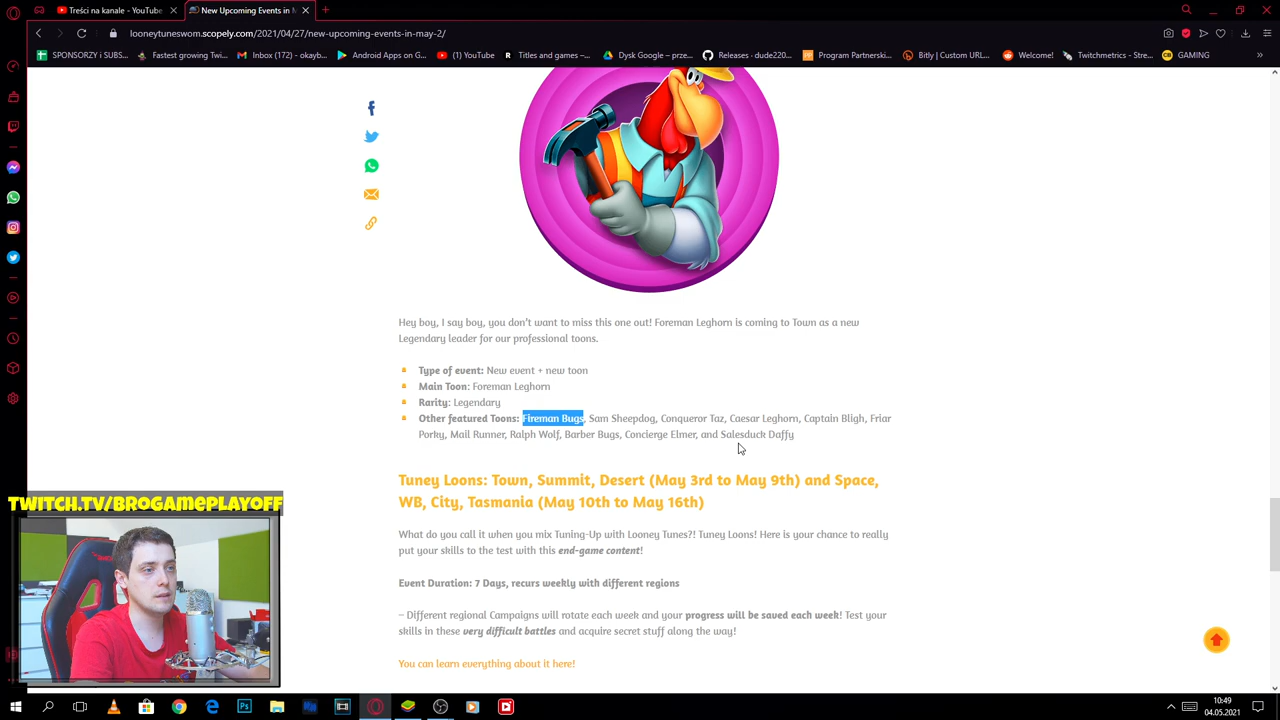 Treści na kanale - YouTube
New Upcoming Events in M
looneytuneswom.scopely.com/2021/04/27/new-upcoming-events-in-may-2/
SPONSORZY i SUBS...
Fastest growing Twi...
Inbox (172) - okayb...
Android Apps on G...
(1) YouTube
Titles and games –...
Dysk Google – prze...
Releases · dude220...
Program Partnerski...
Bitly | Custom URL...
Welcome!
Twitchmetrics - Stre...
GAMING
Hey boy, I say boy, you don't want to miss this one out! Foreman Leghorn is coming to Town as a new
Legendary leader for our professional toons.
Type of event: New event + new toon
Main Toon: Foreman Leghorn
Rarity: Legendary
Other featured Toons: Fireman Bugs, Sam Sheepdog, Conqueror Taz, Caesar Leghorn, Captain Bligh, Friar
Porky, Mail Runner, Ralph Wolf, Barber Bugs, Concierge Elmer, and Salesduck Daffy
Tuney Loons: Town, Summit, Desert (May 3rd to May 9th) and Space,
WB, City, Tasmania (May 10th to May 16th)
What do you call it when you mix Tuning-Up with Looney Tunes?! Tuney Loons! Here is your chance to really
put your skills to the test with this end-game content!
Event Duration: 7 Days, recurs weekly with different regions
– Different regional Campaigns will rotate each week and your progress will be saved each week! Test your
skills in these very difficult battles and acquire secret stuff along the way!
You can learn everything about it here!
TWITCH.TV/BROGAMEPLAYOFF
10:49
04.05.2021